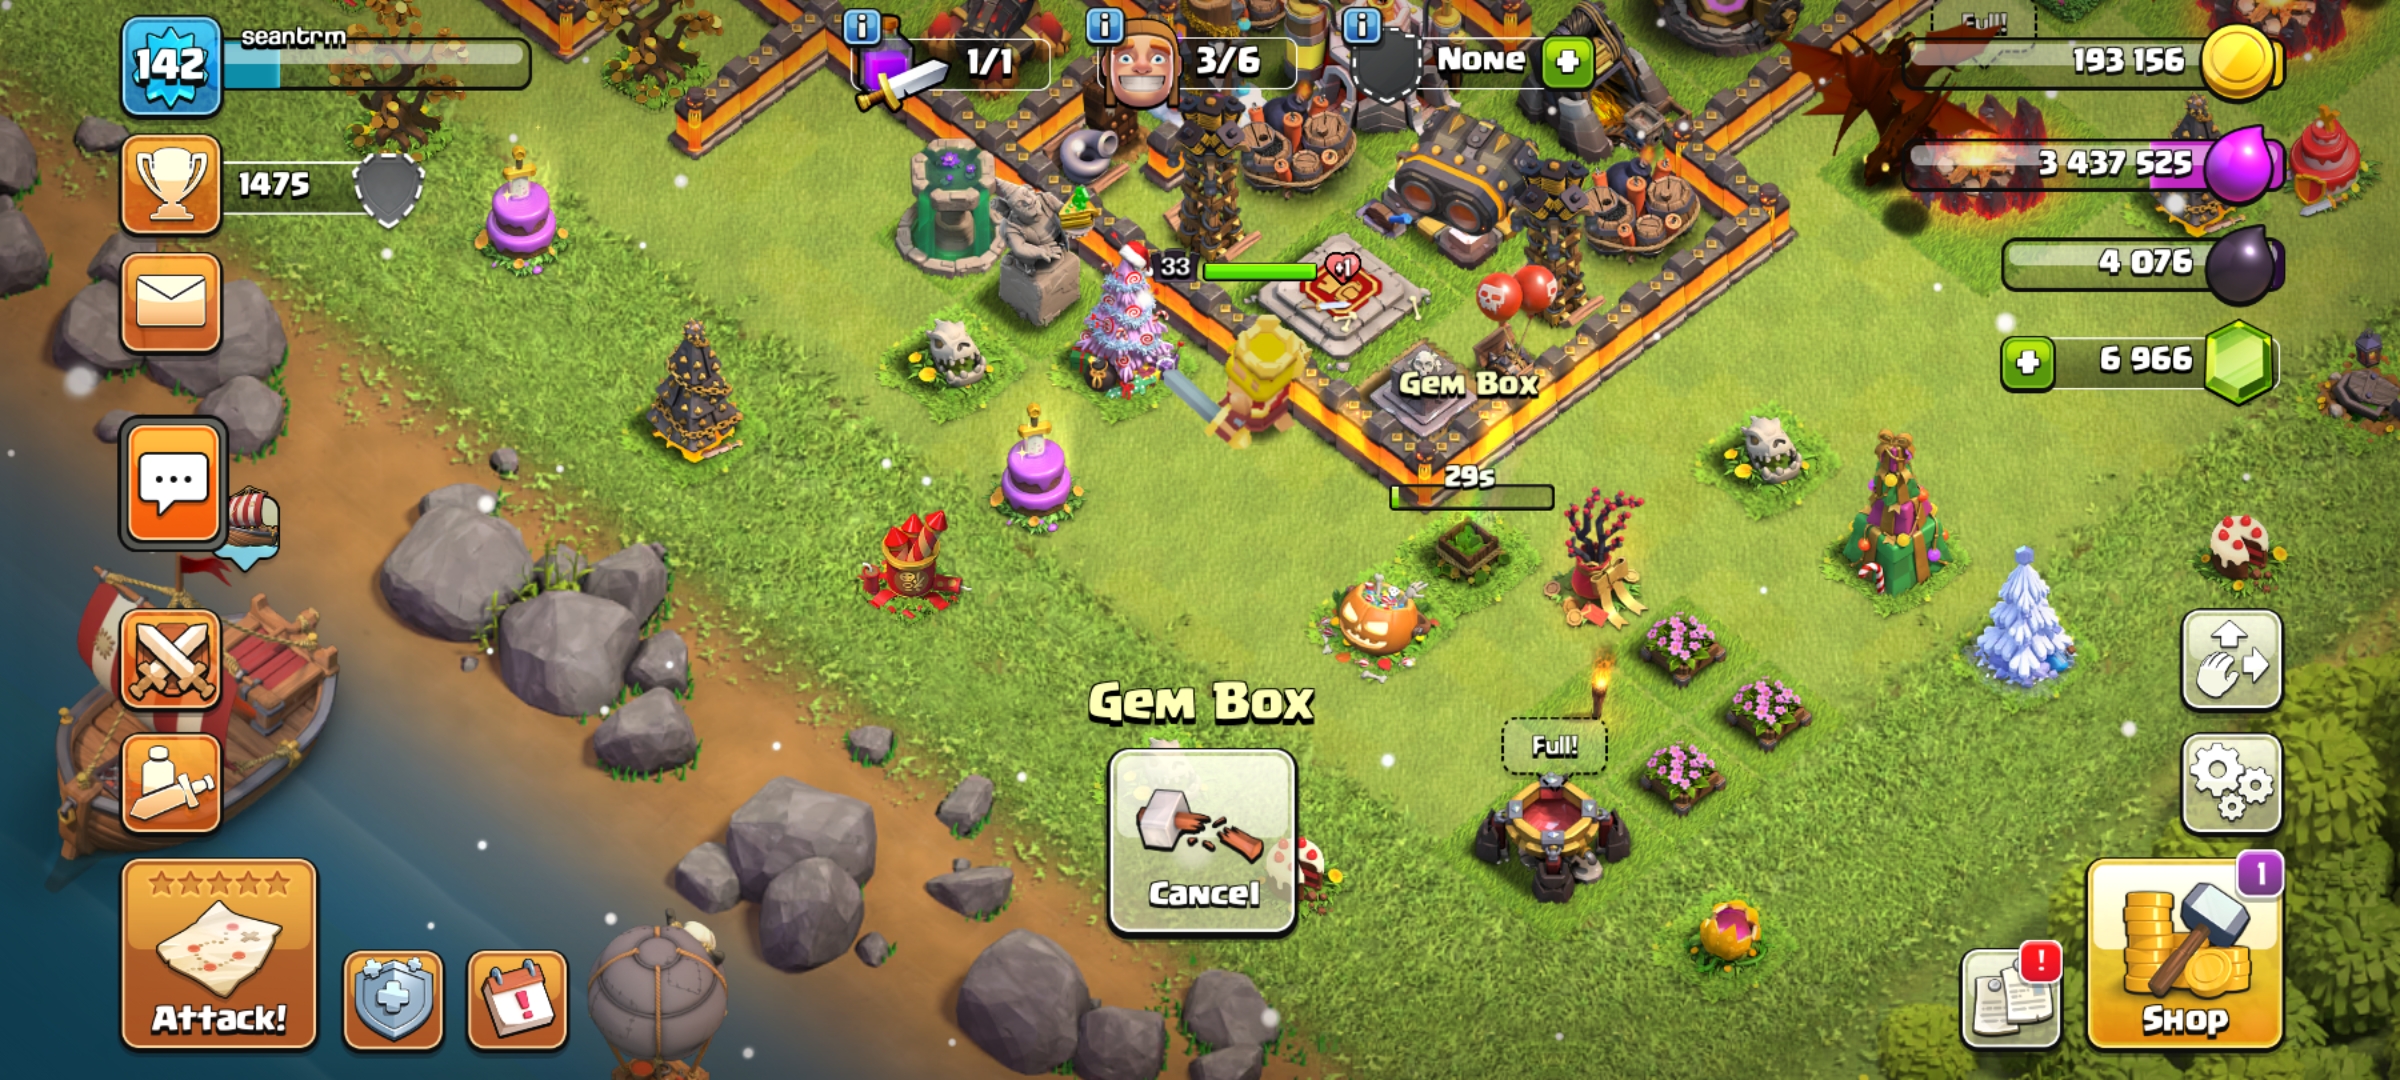 142
seantrm
1/1
3/6
None
Full!
193 156
1475
3 437 525
33
+1
4 076
6 966
Gem Box
29s
Gem Box
Full!
Cancel
1
!
Attack!
Shop